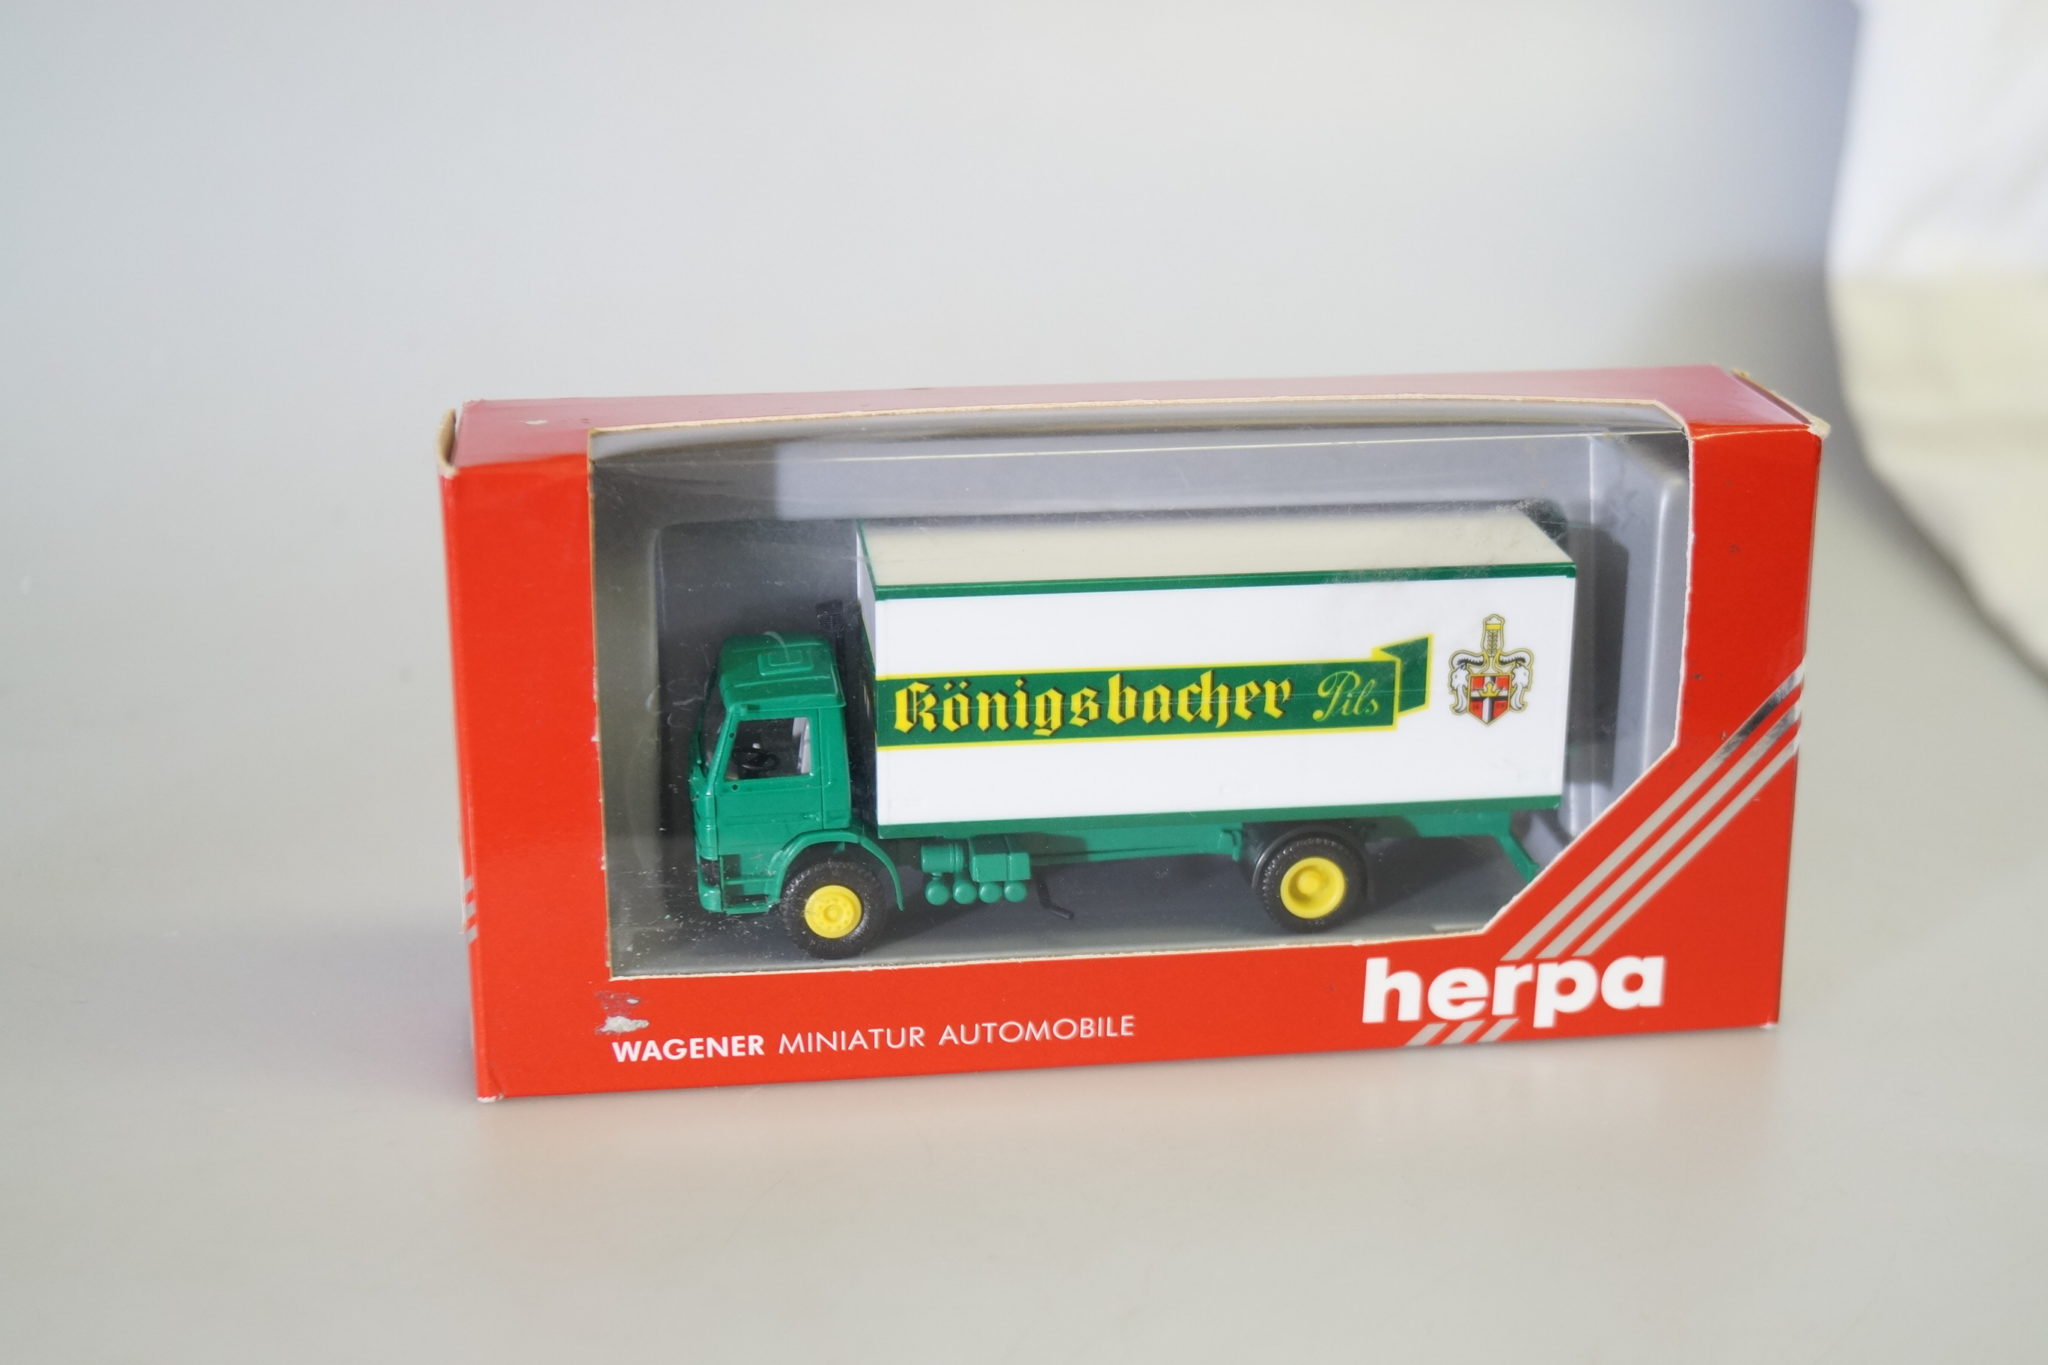 Königsbacher Pils
herpa
WAGENER MINIATUR AUTOMOBILE